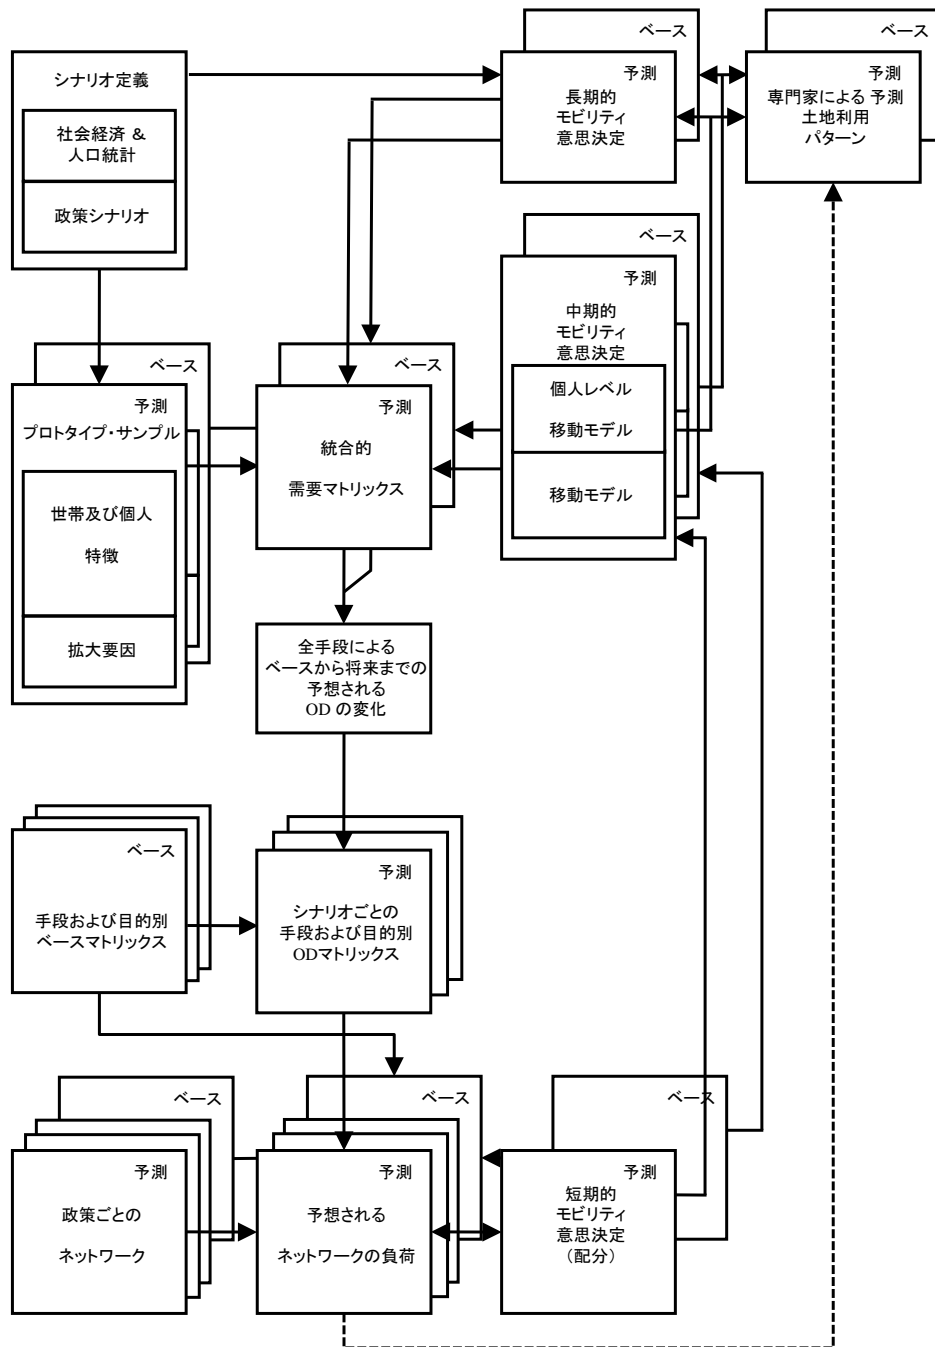 シナリオ定義
社会経済 &
人口統計
政策シナリオ
ベース
予測
長期的
モビリティ
意思決定
ベース
予測
専門家による 予測
土地利用
パターン
ベース
予測
中期的
モビリティ
意思決定
個人レベル
移動モデル
移動モデル
ベース
予測
プロトタイプ・サンプル
世帯及び個人
特徴
拡大要因
ベース
予測
統合的
需要マトリックス
全手段による
ベースから将来までの
予想される
OD の変化
ベース
手段および目的別
ベースマトリックス
予測
シナリオごとの
手段および目的別
ODマトリックス
ベース
予測
政策ごとの
ネットワーク
ベース
予測
予想される
ネットワークの負荷
ベース
予測
短期的
モビリティ
意思決定
（配分）